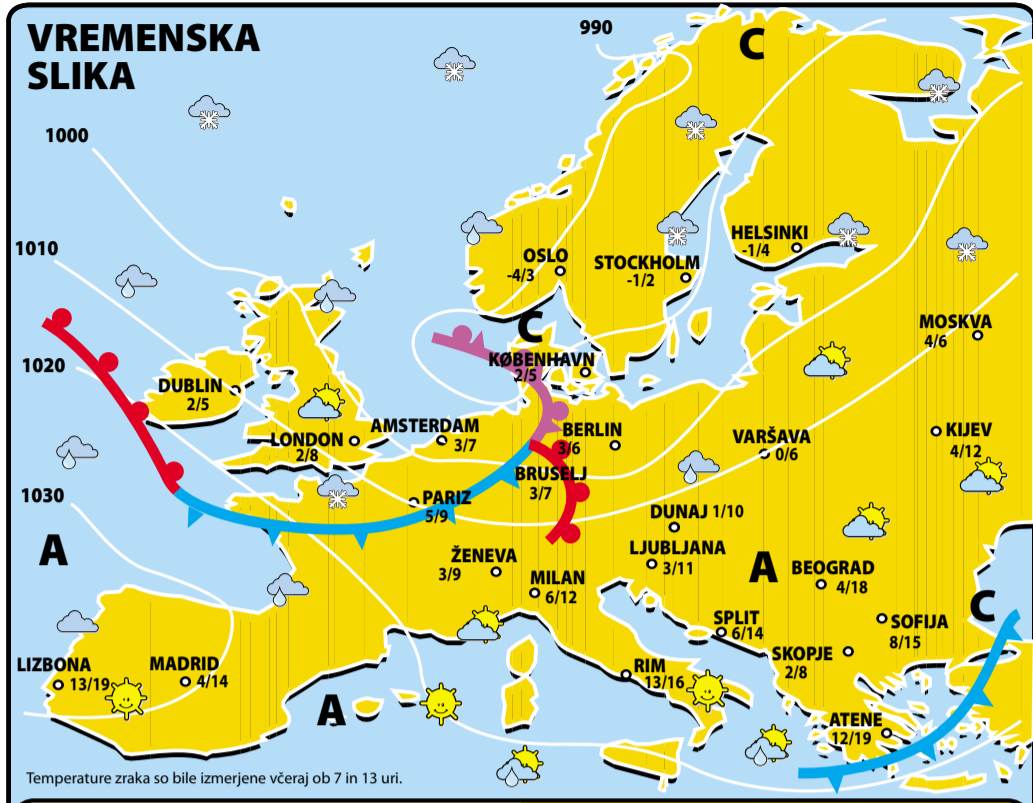 VREMENSKA
SLIKA
990
C
1000
1010
1020
1030
OSLO
-4/3
STOCKHOLM
-1/2
HELSINKI
-1/4
C
KØBENHAVN
2/5
MOSKVA
4/6
DUBLIN
2/5
LONDON
2/8
AMSTERDAM
3/7
BERLIN
3/6
VARŠAVA
0/6
KIJEV
4/12
BRUSELJ
3/7
PARIZ
5/9
DUNAJ 1/10
A
ŽENEVA
3/9
LJUBLJANA
3/11
MILAN
6/12
A
BEOGRAD
4/18
C
SPLIT
6/14
SOFIJA
8/15
SKOPJE
2/8
LIZBONA
13/19
MADRID
4/14
RIM
13/16
A
ATENE
12/19
Temperature zraka so bile izmerjene včeraj ob 7 in 13 uri.